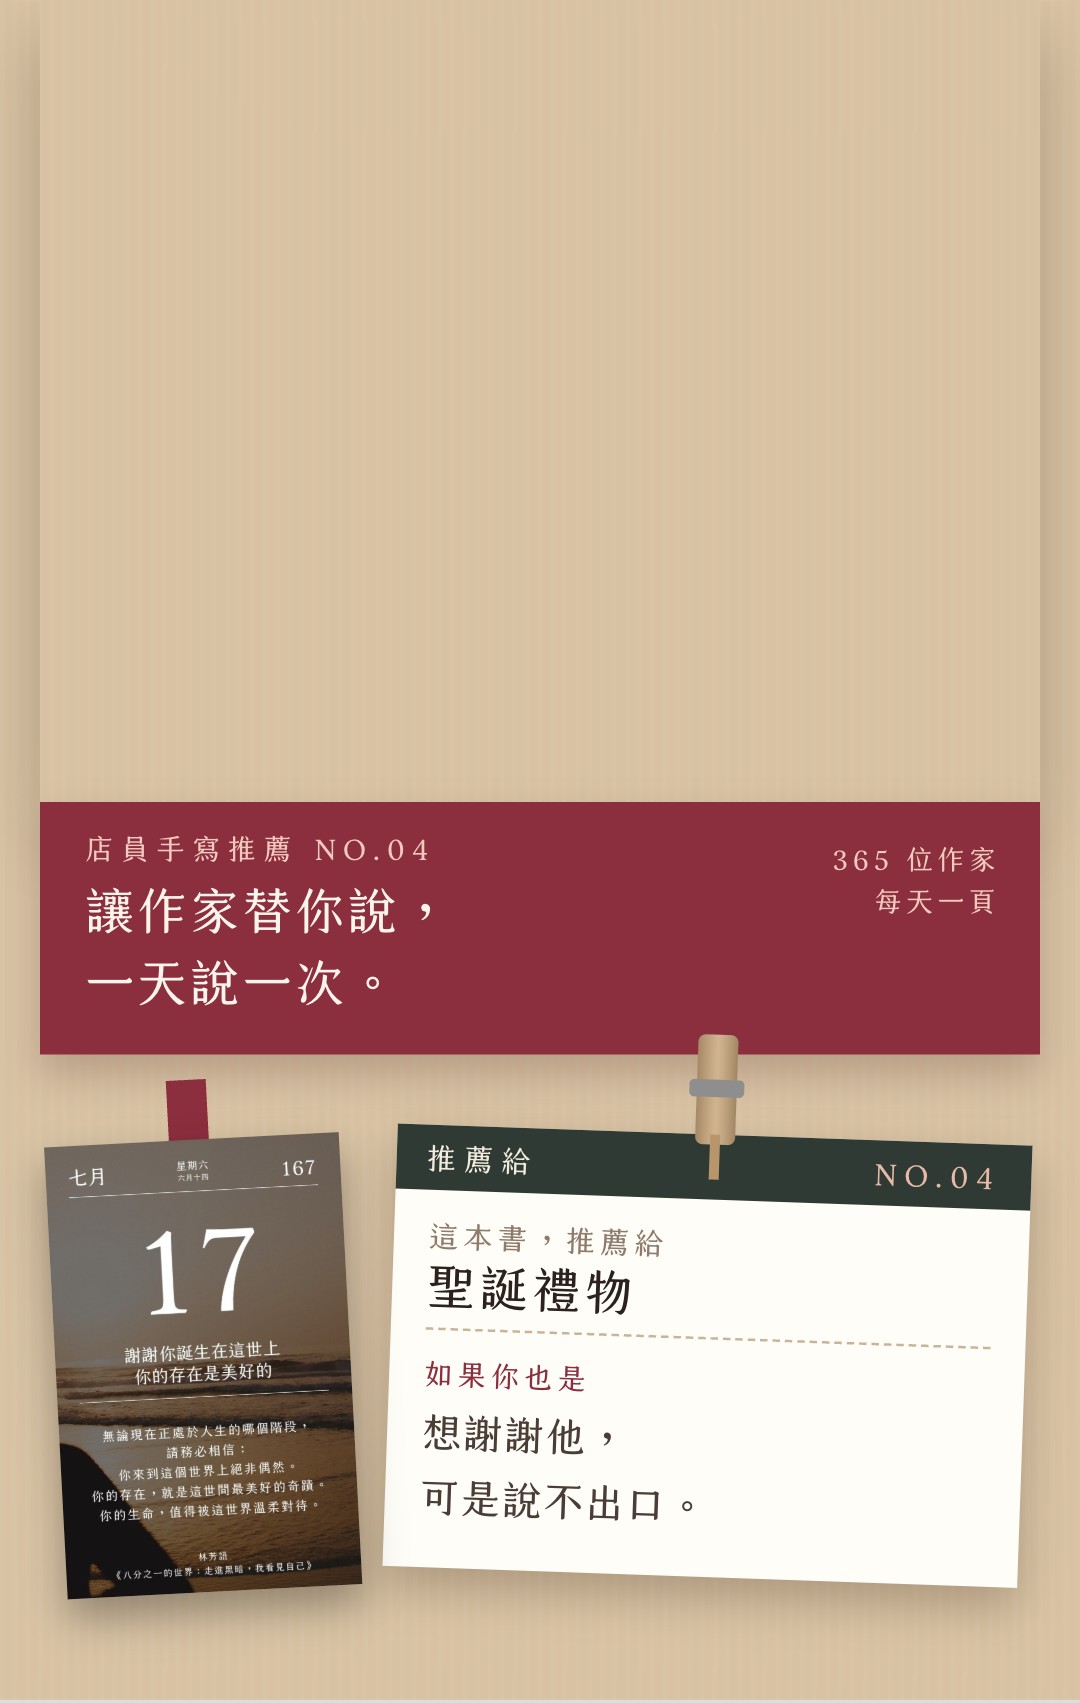 店員手寫推薦 NO.04
讓作家替你說，
一天說一次。
365 位作家
每天一頁
七月
星期六
六月十四
167
17
謝謝你誕生在這世上
你的存在是美好的
無論現在正處於人生的哪個階段，
請務必相信：
你來到這個世界上絕非偶然。
你的存在，就是這世間最美好的奇蹟。
你的生命，值得被這世界溫柔對待。
林芳語
《八分之一的世界：走進黑暗，我看見自己》
推薦給
NO.04
這本書，推薦給
聖誕禮物
如果你也是
想謝謝他，
可是說不出口。